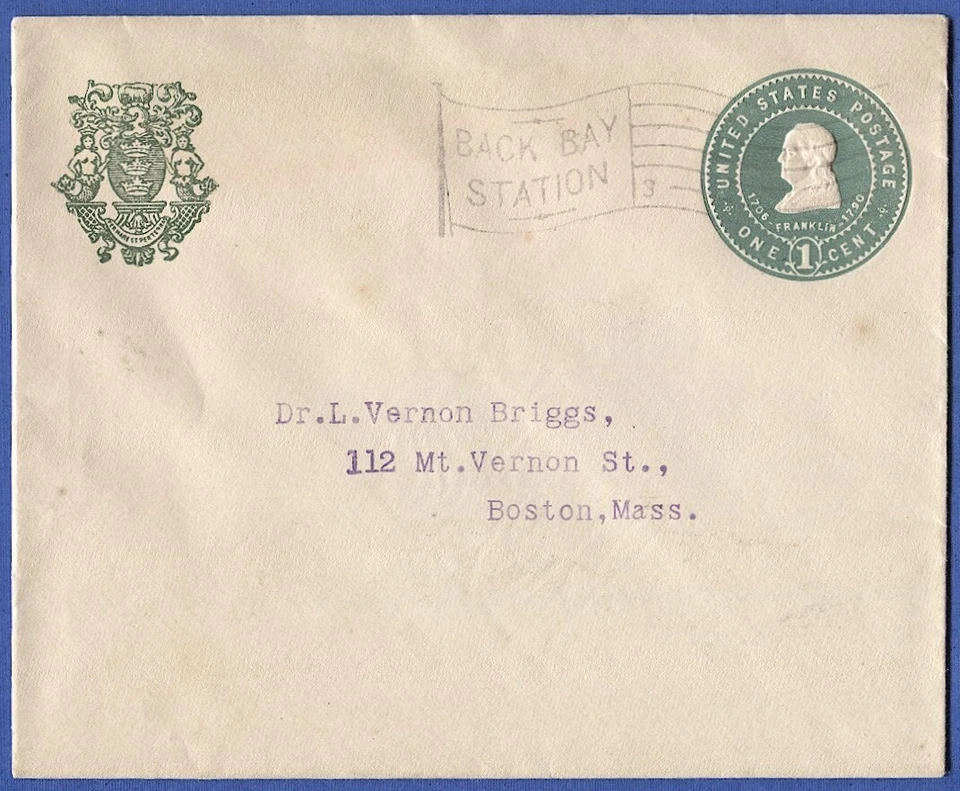 BACK BAY
STATION
3
UNITED STATES POSTAGE
1706 FRANKLIN 1790
ONE 1 CENT
Dr.L.Vernon Briggs,
112 Mt.Vernon St.,
Boston,Mass.